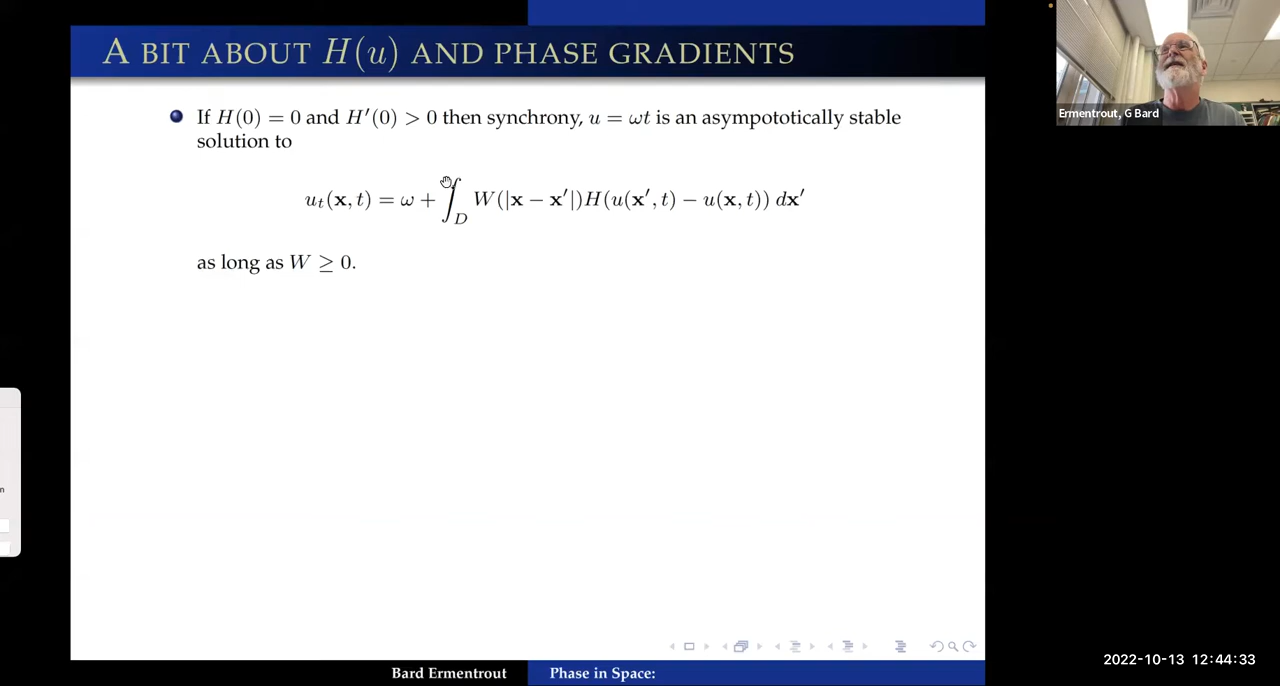 A BIT ABOUT H(u) AND PHASE GRADIENTS
If H(0) = 0 and H′(0) > 0 then synchrony, u = ωt is an asympototically stable
solution to
u_t(x, t) = ω + ∫_D W(|x − x′|)H(u(x′, t) − u(x, t)) dx′
as long as W ≥ 0.
Bard Ermentrout
Phase in Space:
Ermentrout, G Bard
2022-10-13 12:44:33